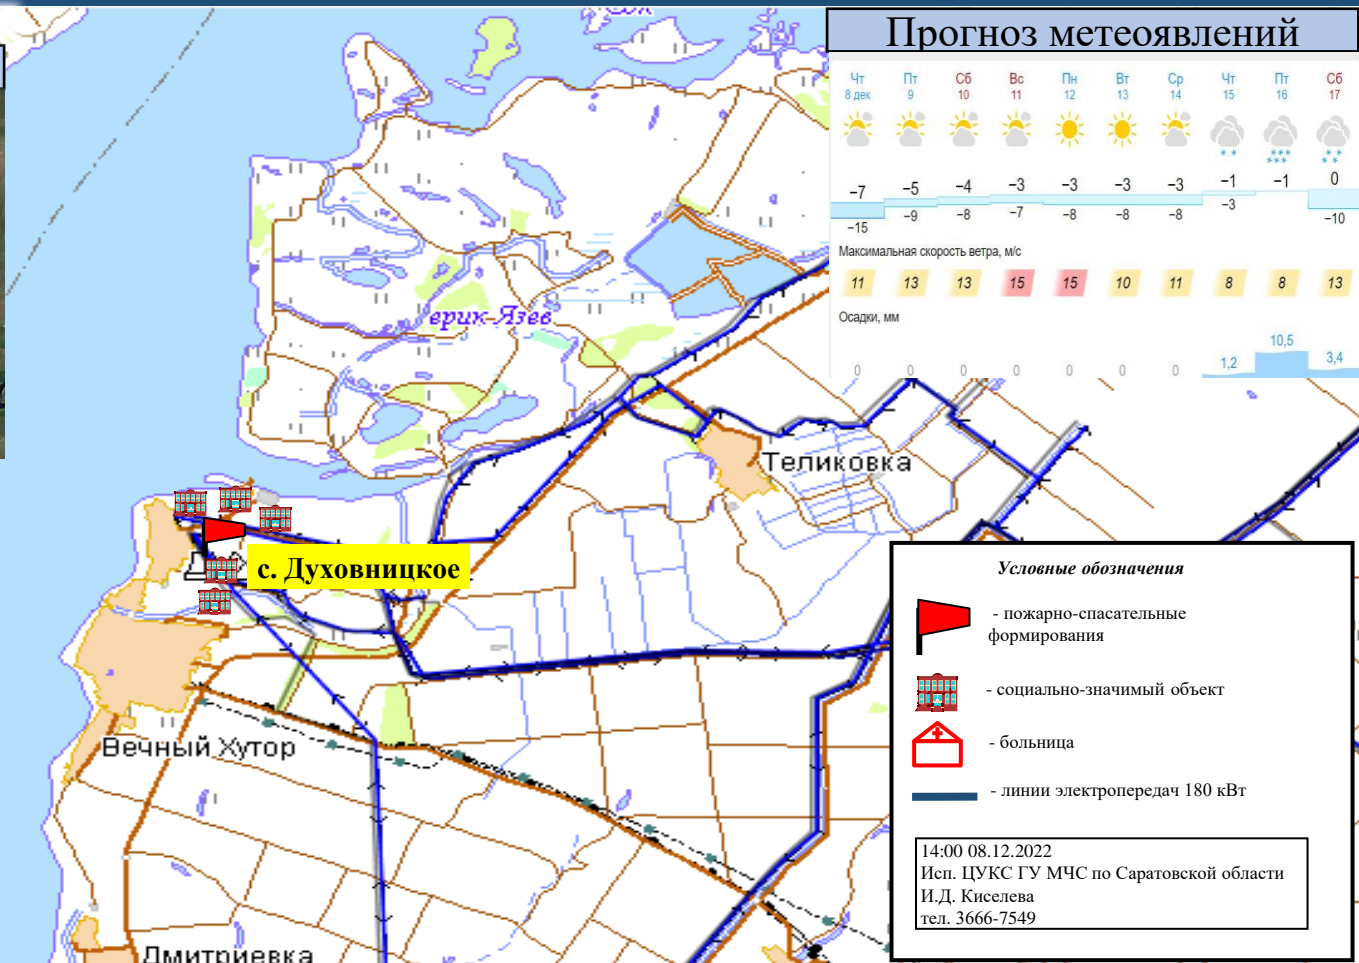 Прогноз метеоявлений
Чт Пт Сб Вс Пн Вт Ср Чт Пт Сб
8 дек 9 10 11 12 13 14 15 16 17
−7 −5 −4 −3 −3 −3 −3 −1 −1 0
−15 −9 −8 −7 −8 −8 −8 −3 −10
Максимальная скорость ветра, м/с
11 13 13 15 15 10 11 8 8 13
Осадки, мм
0 0 0 0 0 0 0 1,2 10,5 3,4
ерик Язев
Теликовка
с. Духовницкое
Вечный Хутор
Дмитриевка
Условные обозначения
- пожарно-спасательные
формирования
- социально-значимый объект
- больница
- линии электропередач 180 кВт
14:00 08.12.2022
Исп. ЦУКС ГУ МЧС по Саратовской области
И.Д. Киселева
тел. 3666-7549